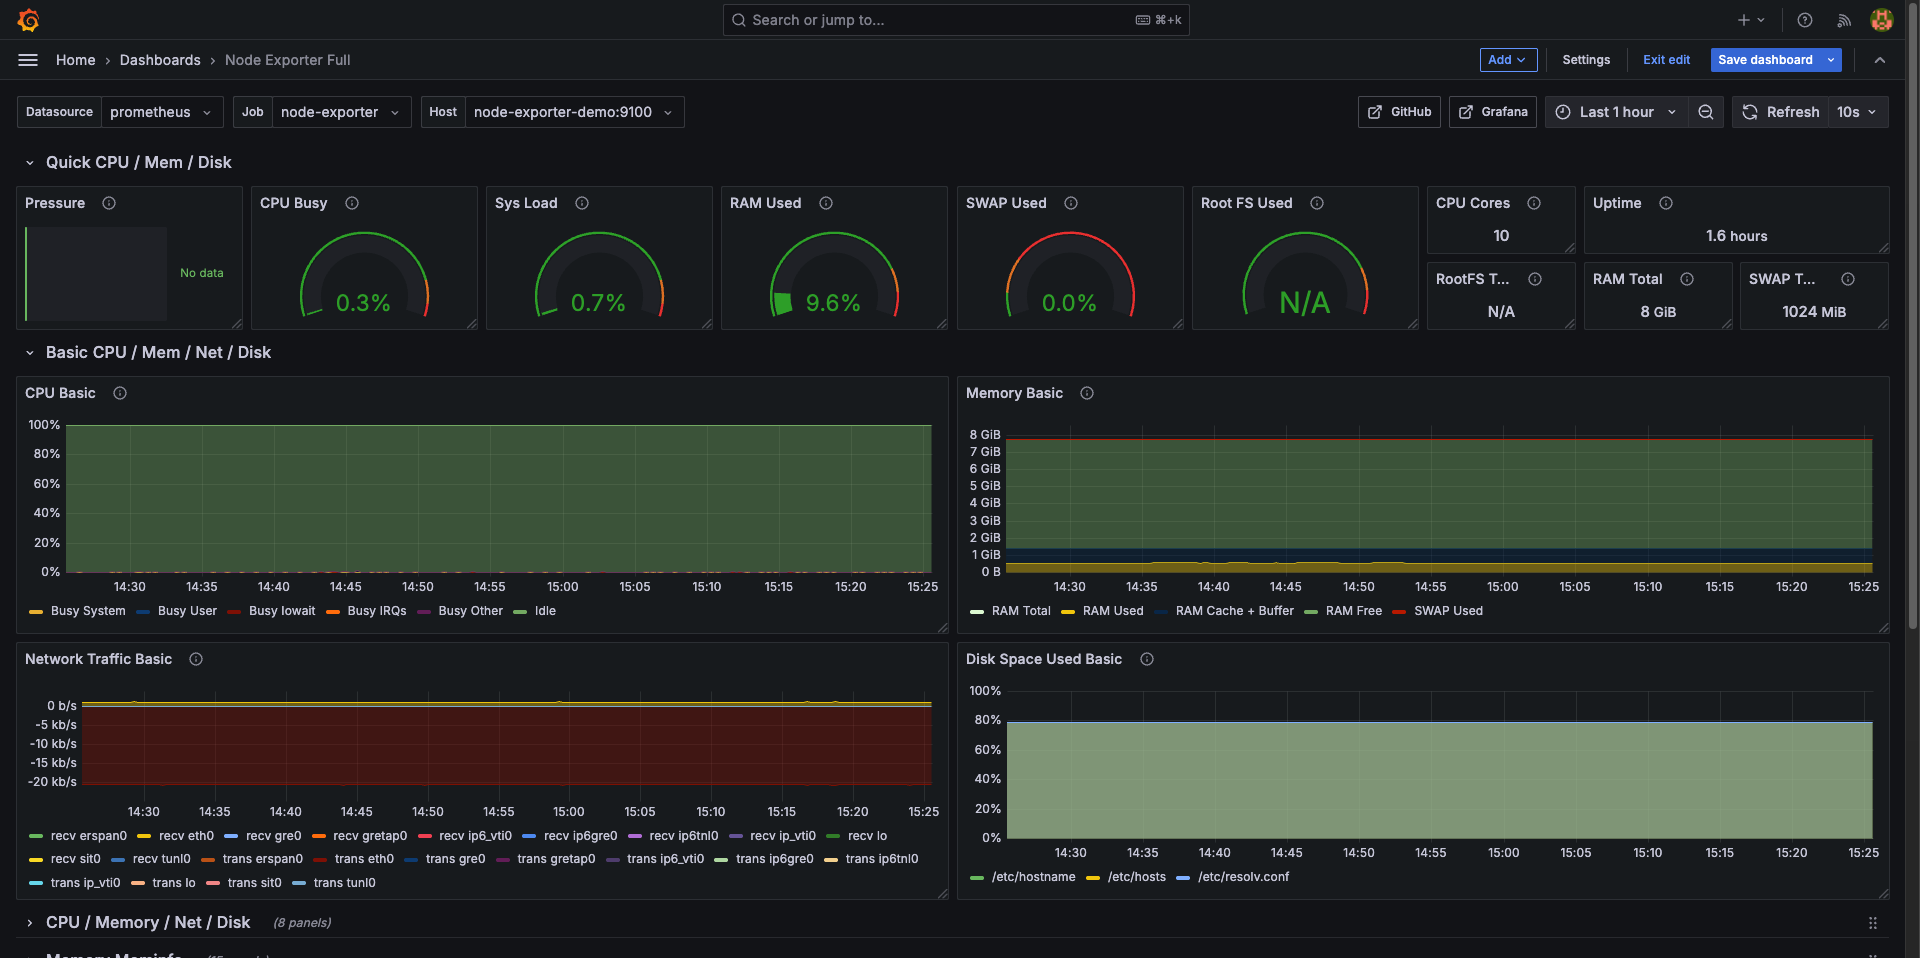 Search or jump to...
⌘+k
Home › Dashboards › Node Exporter Full
Add
Settings
Exit edit
Save dashboard
Datasource prometheus
Job node-exporter
Host node-exporter-demo:9100
GitHub
Grafana
Last 1 hour
Refresh 10s
Quick CPU / Mem / Disk
Pressure
No data
CPU Busy
0.3%
Sys Load
0.7%
RAM Used
9.6%
SWAP Used
0.0%
Root FS Used
N/A
CPU Cores
10
Uptime
1.6 hours
RootFS T...
N/A
RAM Total
8 GiB
SWAP T...
1024 MiB
Basic CPU / Mem / Net / Disk
CPU Basic
100%
80%
60%
40%
20%
0%
14:30 14:35 14:40 14:45 14:50 14:55 15:00 15:05 15:10 15:15 15:20 15:25
Busy System Busy User Busy Iowait Busy IRQs Busy Other Idle
Memory Basic
8 GiB
7 GiB
6 GiB
5 GiB
4 GiB
3 GiB
2 GiB
1 GiB
0 B
14:30 14:35 14:40 14:45 14:50 14:55 15:00 15:05 15:10 15:15 15:20 15:25
RAM Total RAM Used RAM Cache + Buffer RAM Free SWAP Used
Network Traffic Basic
0 b/s
-5 kb/s
-10 kb/s
-15 kb/s
-20 kb/s
14:30 14:35 14:40 14:45 14:50 14:55 15:00 15:05 15:10 15:15 15:20 15:25
recv erspan0 recv eth0 recv gre0 recv gretap0 recv ip6_vti0 recv ip6gre0 recv ip6tnl0 recv ip_vti0 recv lo
recv sit0 recv tunl0 trans erspan0 trans eth0 trans gre0 trans gretap0 trans ip6_vti0 trans ip6gre0 trans ip6tnl0
trans ip_vti0 trans lo trans sit0 trans tunl0
Disk Space Used Basic
100%
80%
60%
40%
20%
0%
14:30 14:35 14:40 14:45 14:50 14:55 15:00 15:05 15:10 15:15 15:20 15:25
/etc/hostname /etc/hosts /etc/resolv.conf
CPU / Memory / Net / Disk (8 panels)